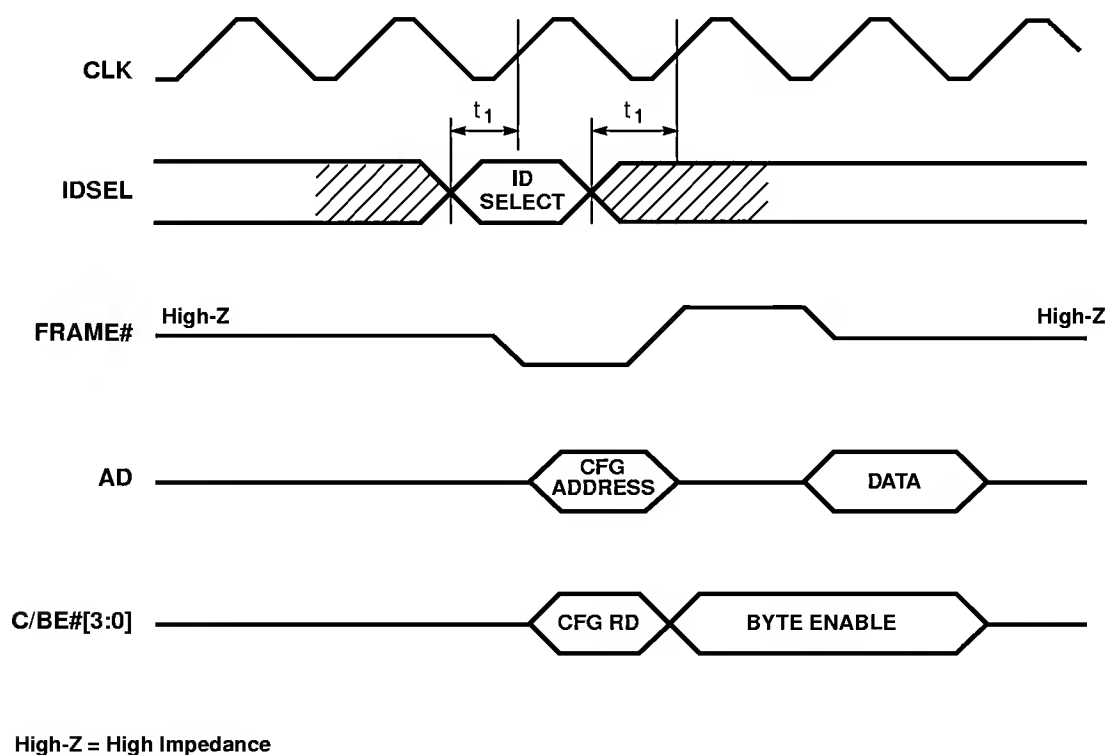 CLK
t1
t1
IDSEL
ID
SELECT
High-Z
High-Z
FRAME#
AD
CFG
ADDRESS
DATA
C/BE#[3:0]
CFG RD
BYTE ENABLE
High-Z = High Impedance